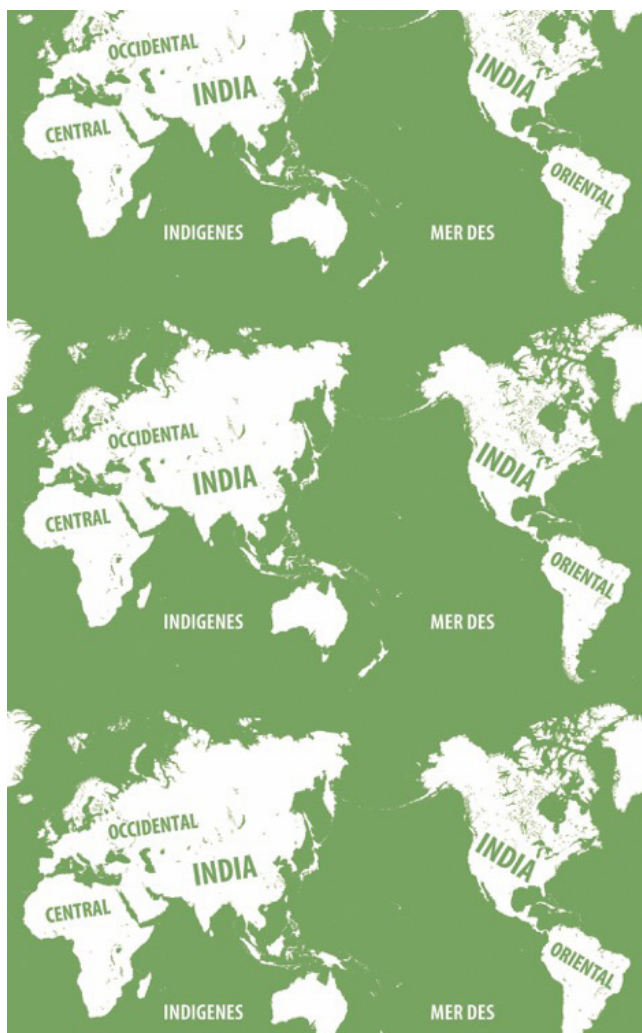 OCCIDENTAL
INDIA
INDIA
CENTRAL
ORIENTAL
INDIGENES
MER DES
OCCIDENTAL
INDIA
INDIA
CENTRAL
ORIENTAL
INDIGENES
MER DES
OCCIDENTAL
INDIA
INDIA
CENTRAL
ORIENTAL
INDIGENES
MER DES